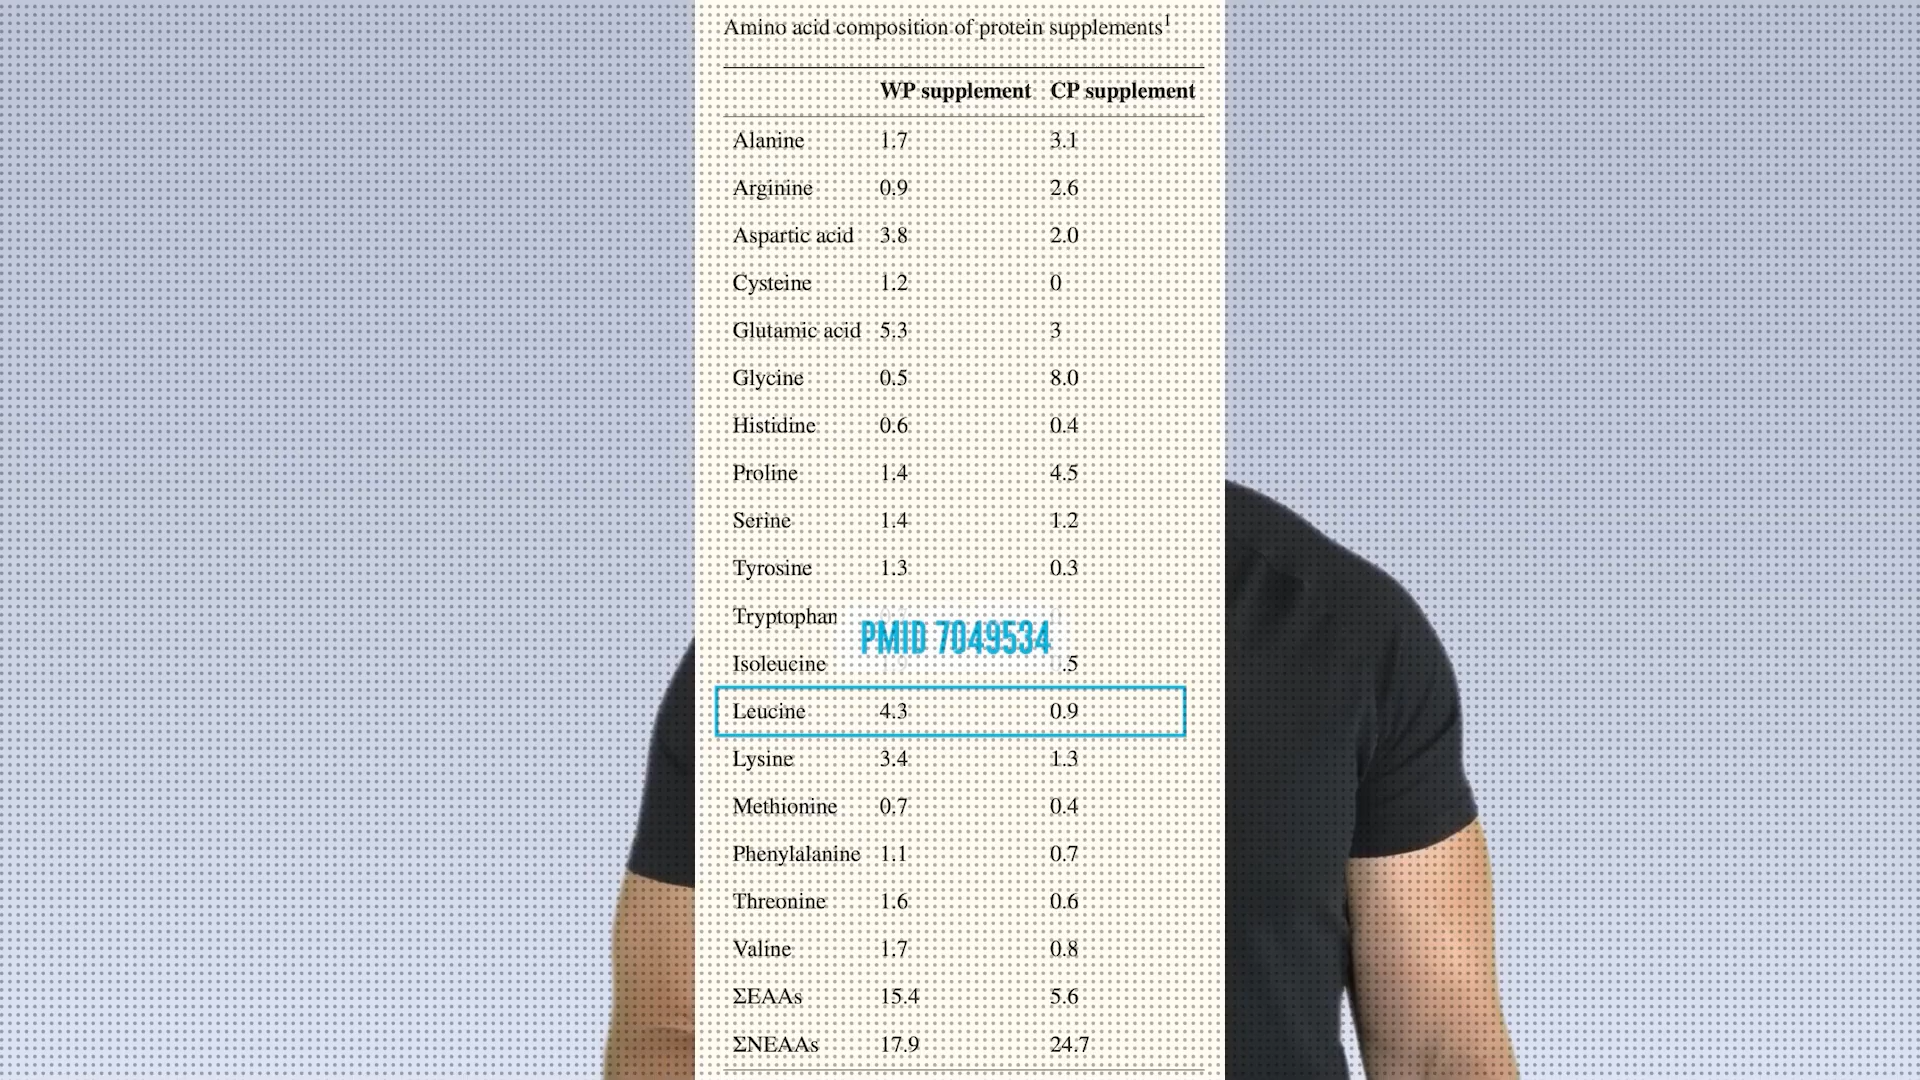 Amino acid composition of protein supplements1
WP supplement CP supplement
Alanine 1.7 3.1
Arginine 0.9 2.6
Aspartic acid 3.8 2.0
Cysteine 1.2 0
Glutamic acid 5.3 3
Glycine 0.5 8.0
Histidine 0.6 0.4
Proline 1.4 4.5
Serine 1.4 1.2
Tyrosine 1.3 0.3
Tryptophan
PMID 7049534
Isoleucine .5
Leucine 4.3 0.9
Lysine 3.4 1.3
Methionine 0.7 0.4
Phenylalanine 1.1 0.7
Threonine 1.6 0.6
Valine 1.7 0.8
ΣEAAs 15.4 5.6
ΣNEAAs 17.9 24.7